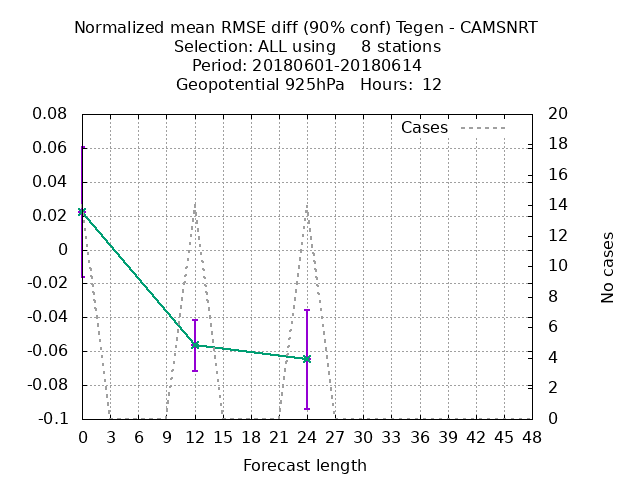 Normalized mean RMSE diff (90% conf) Tegen - CAMSNRT
Selection: ALL using     8 stations
Period: 20180601-20180614
Geopotential 925hPa   Hours:  12
Cases
0.08
0.06
0.04
0.02
0
-0.02
-0.04
-0.06
-0.08
-0.1
20
18
16
14
12
10
8
6
4
2
0
No cases
0 3 6 9 12 15 18 21 24 27 30 33 36 39 42 45 48
Forecast length